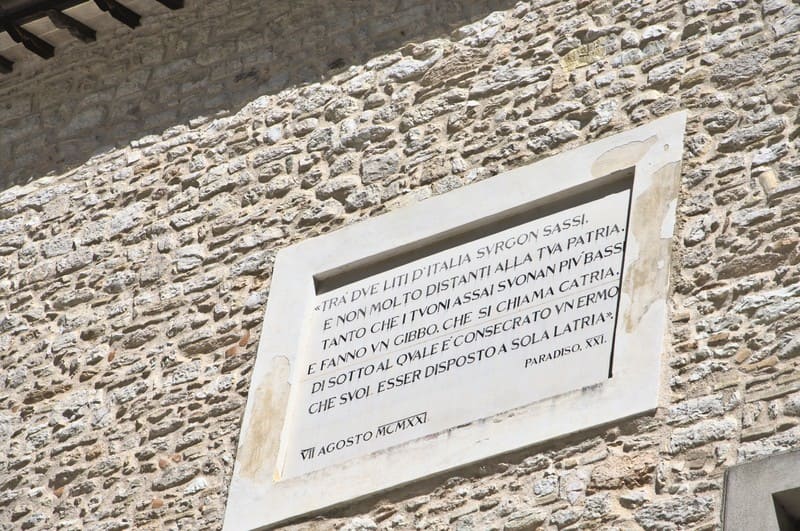 «TRA' DVE LITI D'ITALIA SVRGON SASSI,
E NON MOLTO DISTANTI ALLA TVA PATRIA,
TANTO CHE I TVONI ASSAI SVONAN PIV' BASSI
E FANNO VN GIBBO, CHE SI CHIAMA CATRIA,
DI SOTTO AL QVALE E' CONSECRATO VN ERMO
CHE SVOL ESSER DISPOSTO A SOLA LATRIA».
PARADISO, XXI.
VII AGOSTO MCMXXI